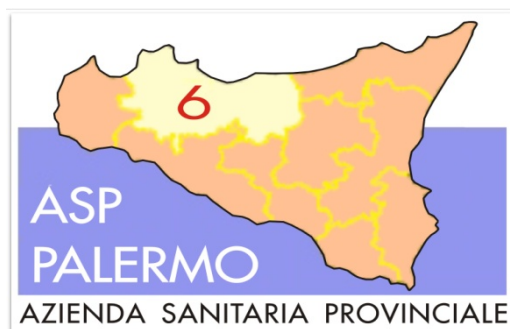 6
ASP
PALERMO
AZIENDA SANITARIA PROVINCIALE